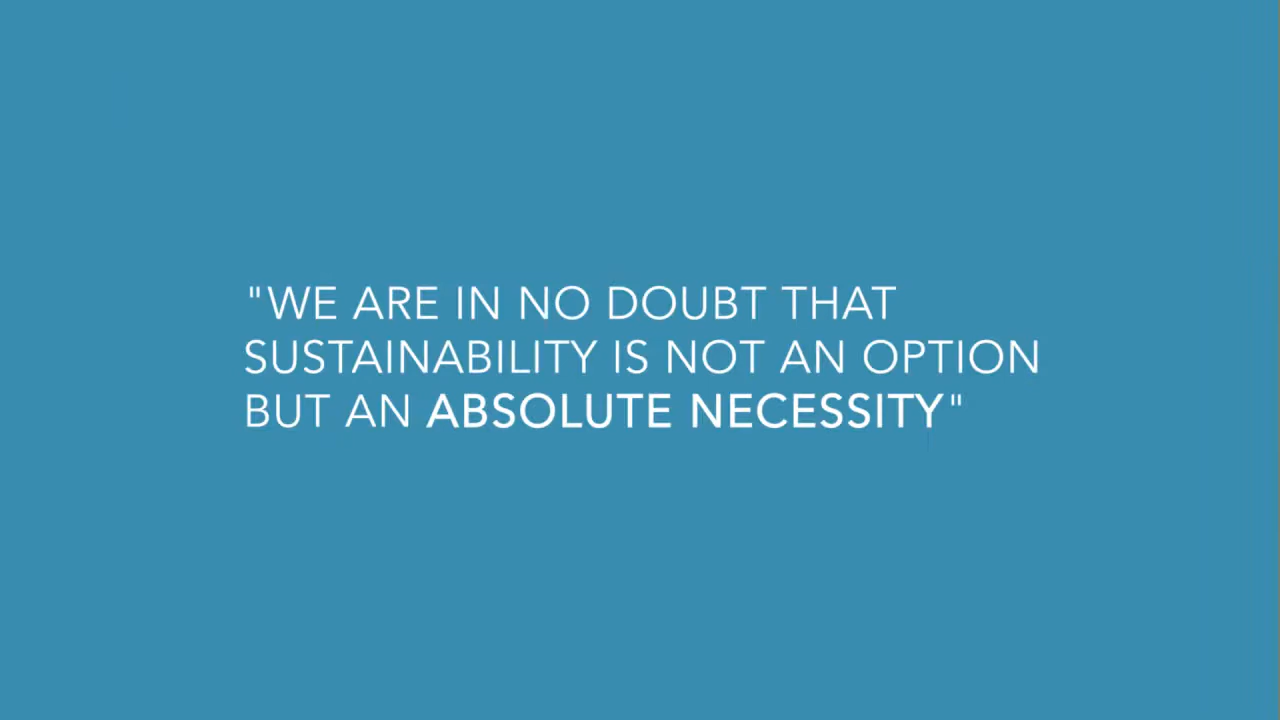 "WE ARE IN NO DOUBT THAT
SUSTAINABILITY IS NOT AN OPTION
BUT AN ABSOLUTE NECESSITY"